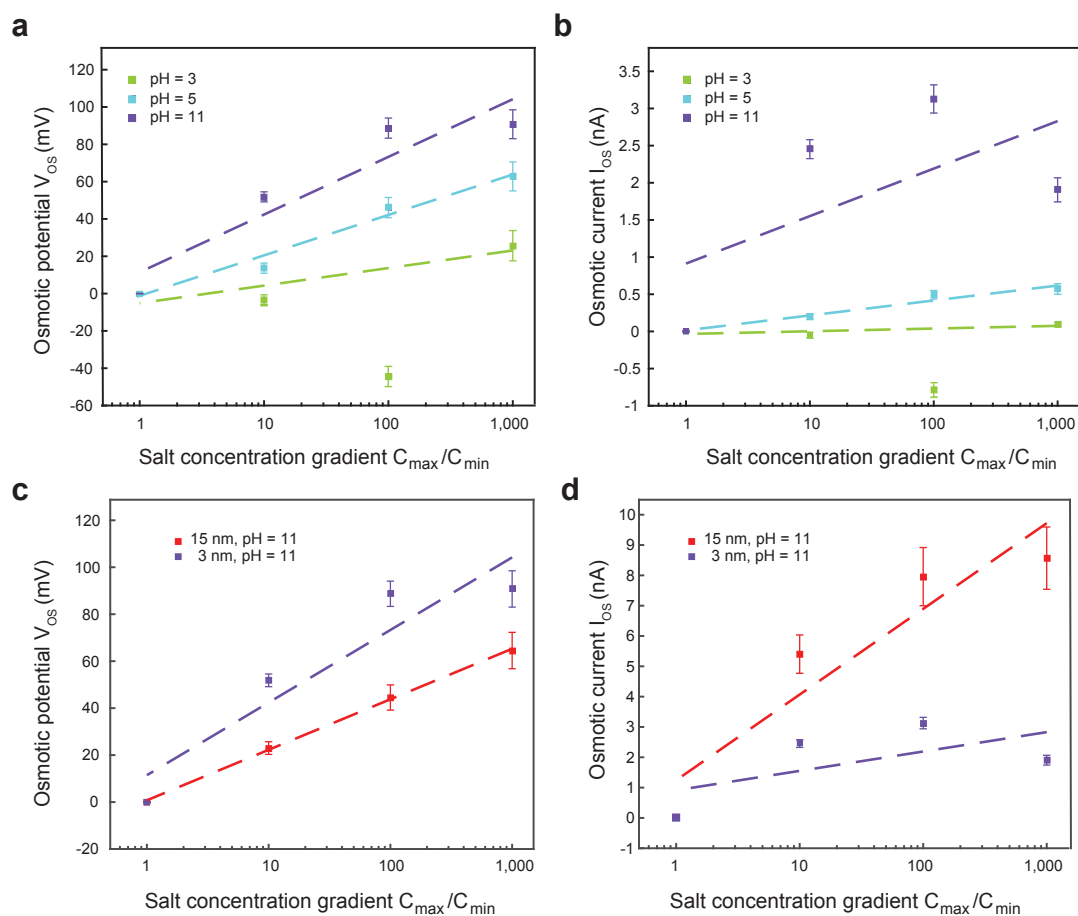 a
Osmotic potential V_OS (mV)
120
100
80
60
40
20
0
-20
-40
-60
pH = 3
pH = 5
pH = 11
1
10
100
1,000
Salt concentration gradient C_max/C_min
b
Osmotic current I_OS (nA)
3.5
3
2.5
2
1.5
1
0.5
0
-0.5
-1
pH = 3
pH = 5
pH = 11
1
10
100
1,000
Salt concentration gradient C_max/C_min
c
Osmotic potential V_OS (mV)
120
100
80
60
40
20
0
-20
15 nm, pH = 11
3 nm, pH = 11
1
10
100
1,000
Salt concentration gradient C_max/C_min
d
Osmotic current I_OS (nA)
10
9
8
7
6
5
4
3
2
1
0
-1
15 nm, pH = 11
3 nm, pH = 11
1
10
100
1,000
Salt concentration gradient C_max/C_min